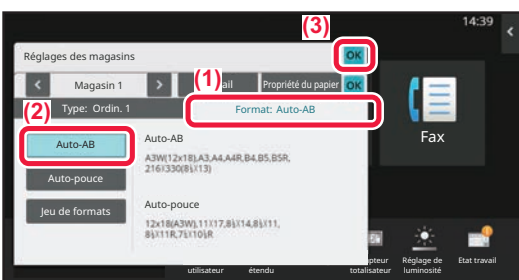 (3)
14:39
Réglages des magasins
OK
Magasin 1
(1)
Propriété du papier
OK
(2)
Type: Ordin. 1
Format: Auto-AB
Auto-AB
Auto-AB
A3W(12x18),A3,A4,A4R,B4,B5,B5R,
216X330(8½X13)
Auto-pouce
Auto-pouce
12x18(A3W),11X17,8½X14,8½X11,
8½X11R,7¼X10½R
Jeu de formats
Fax
utilisateur
étendu
totalisateur
Réglage de
luminosité
Etat travail